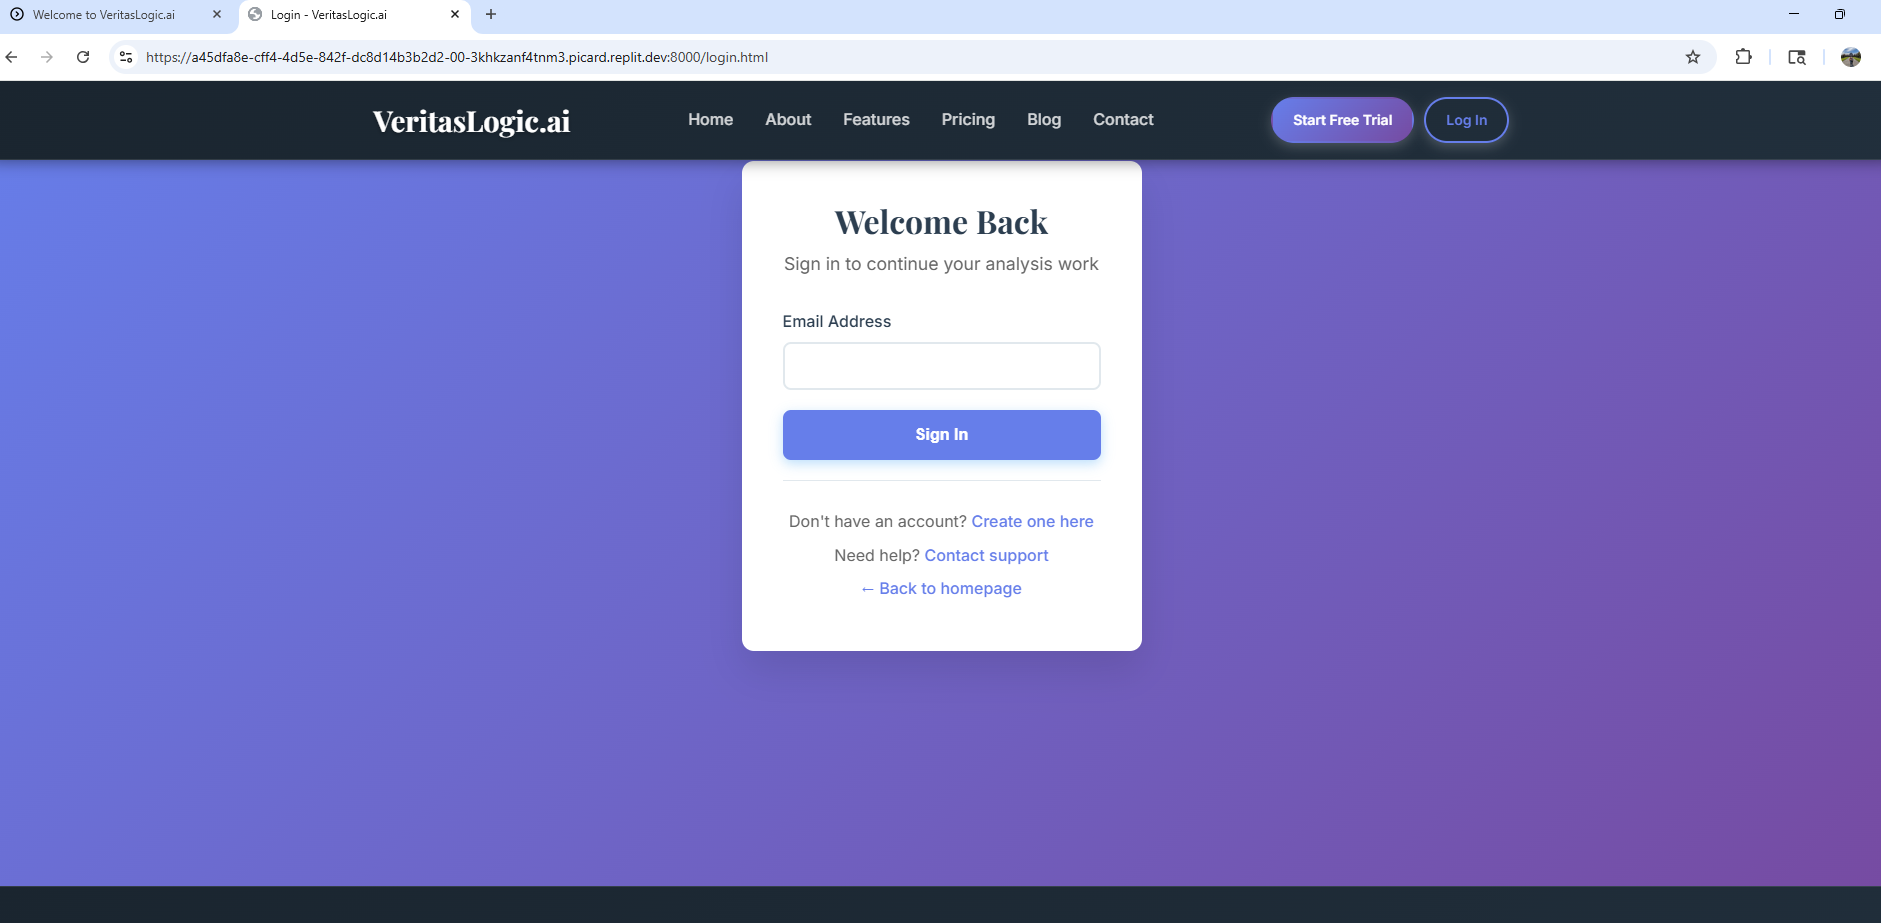 Welcome to VeritasLogic.ai
Login - VeritasLogic.ai
https://a45dfa8e-cff4-4d5e-842f-dc8d14b3b2d2-00-3khkzanf4tnm3.picard.replit.dev:8000/login.html
VeritasLogic.ai
Home
About
Features
Pricing
Blog
Contact
Start Free Trial
Log In
Welcome Back
Sign in to continue your analysis work
Email Address
Sign In
Don't have an account? Create one here
Need help? Contact support
← Back to homepage